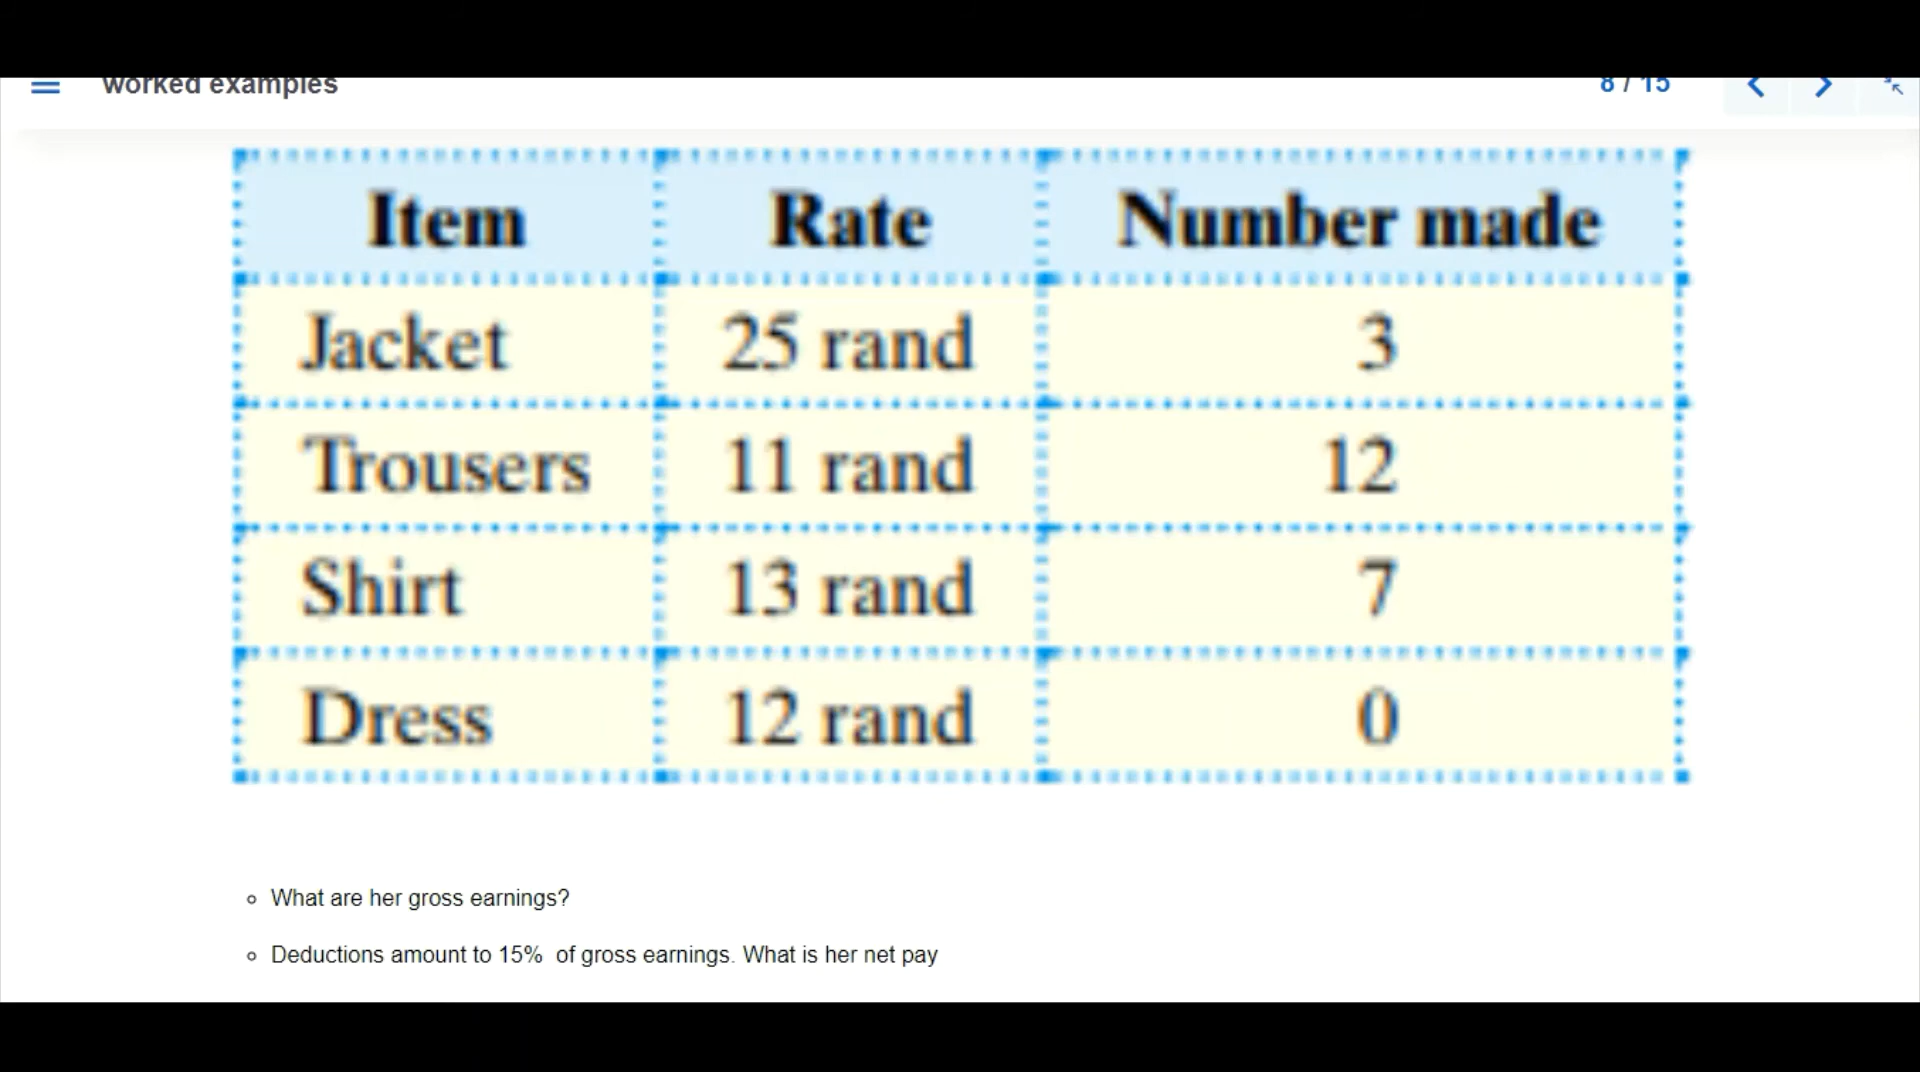 worked examples 8 / 15
Item Rate Number made
Jacket 25 rand 3
Trousers 11 rand 12
Shirt 13 rand 7
Dress 12 rand 0
What are her gross earnings?
Deductions amount to 15% of gross earnings. What is her net pay